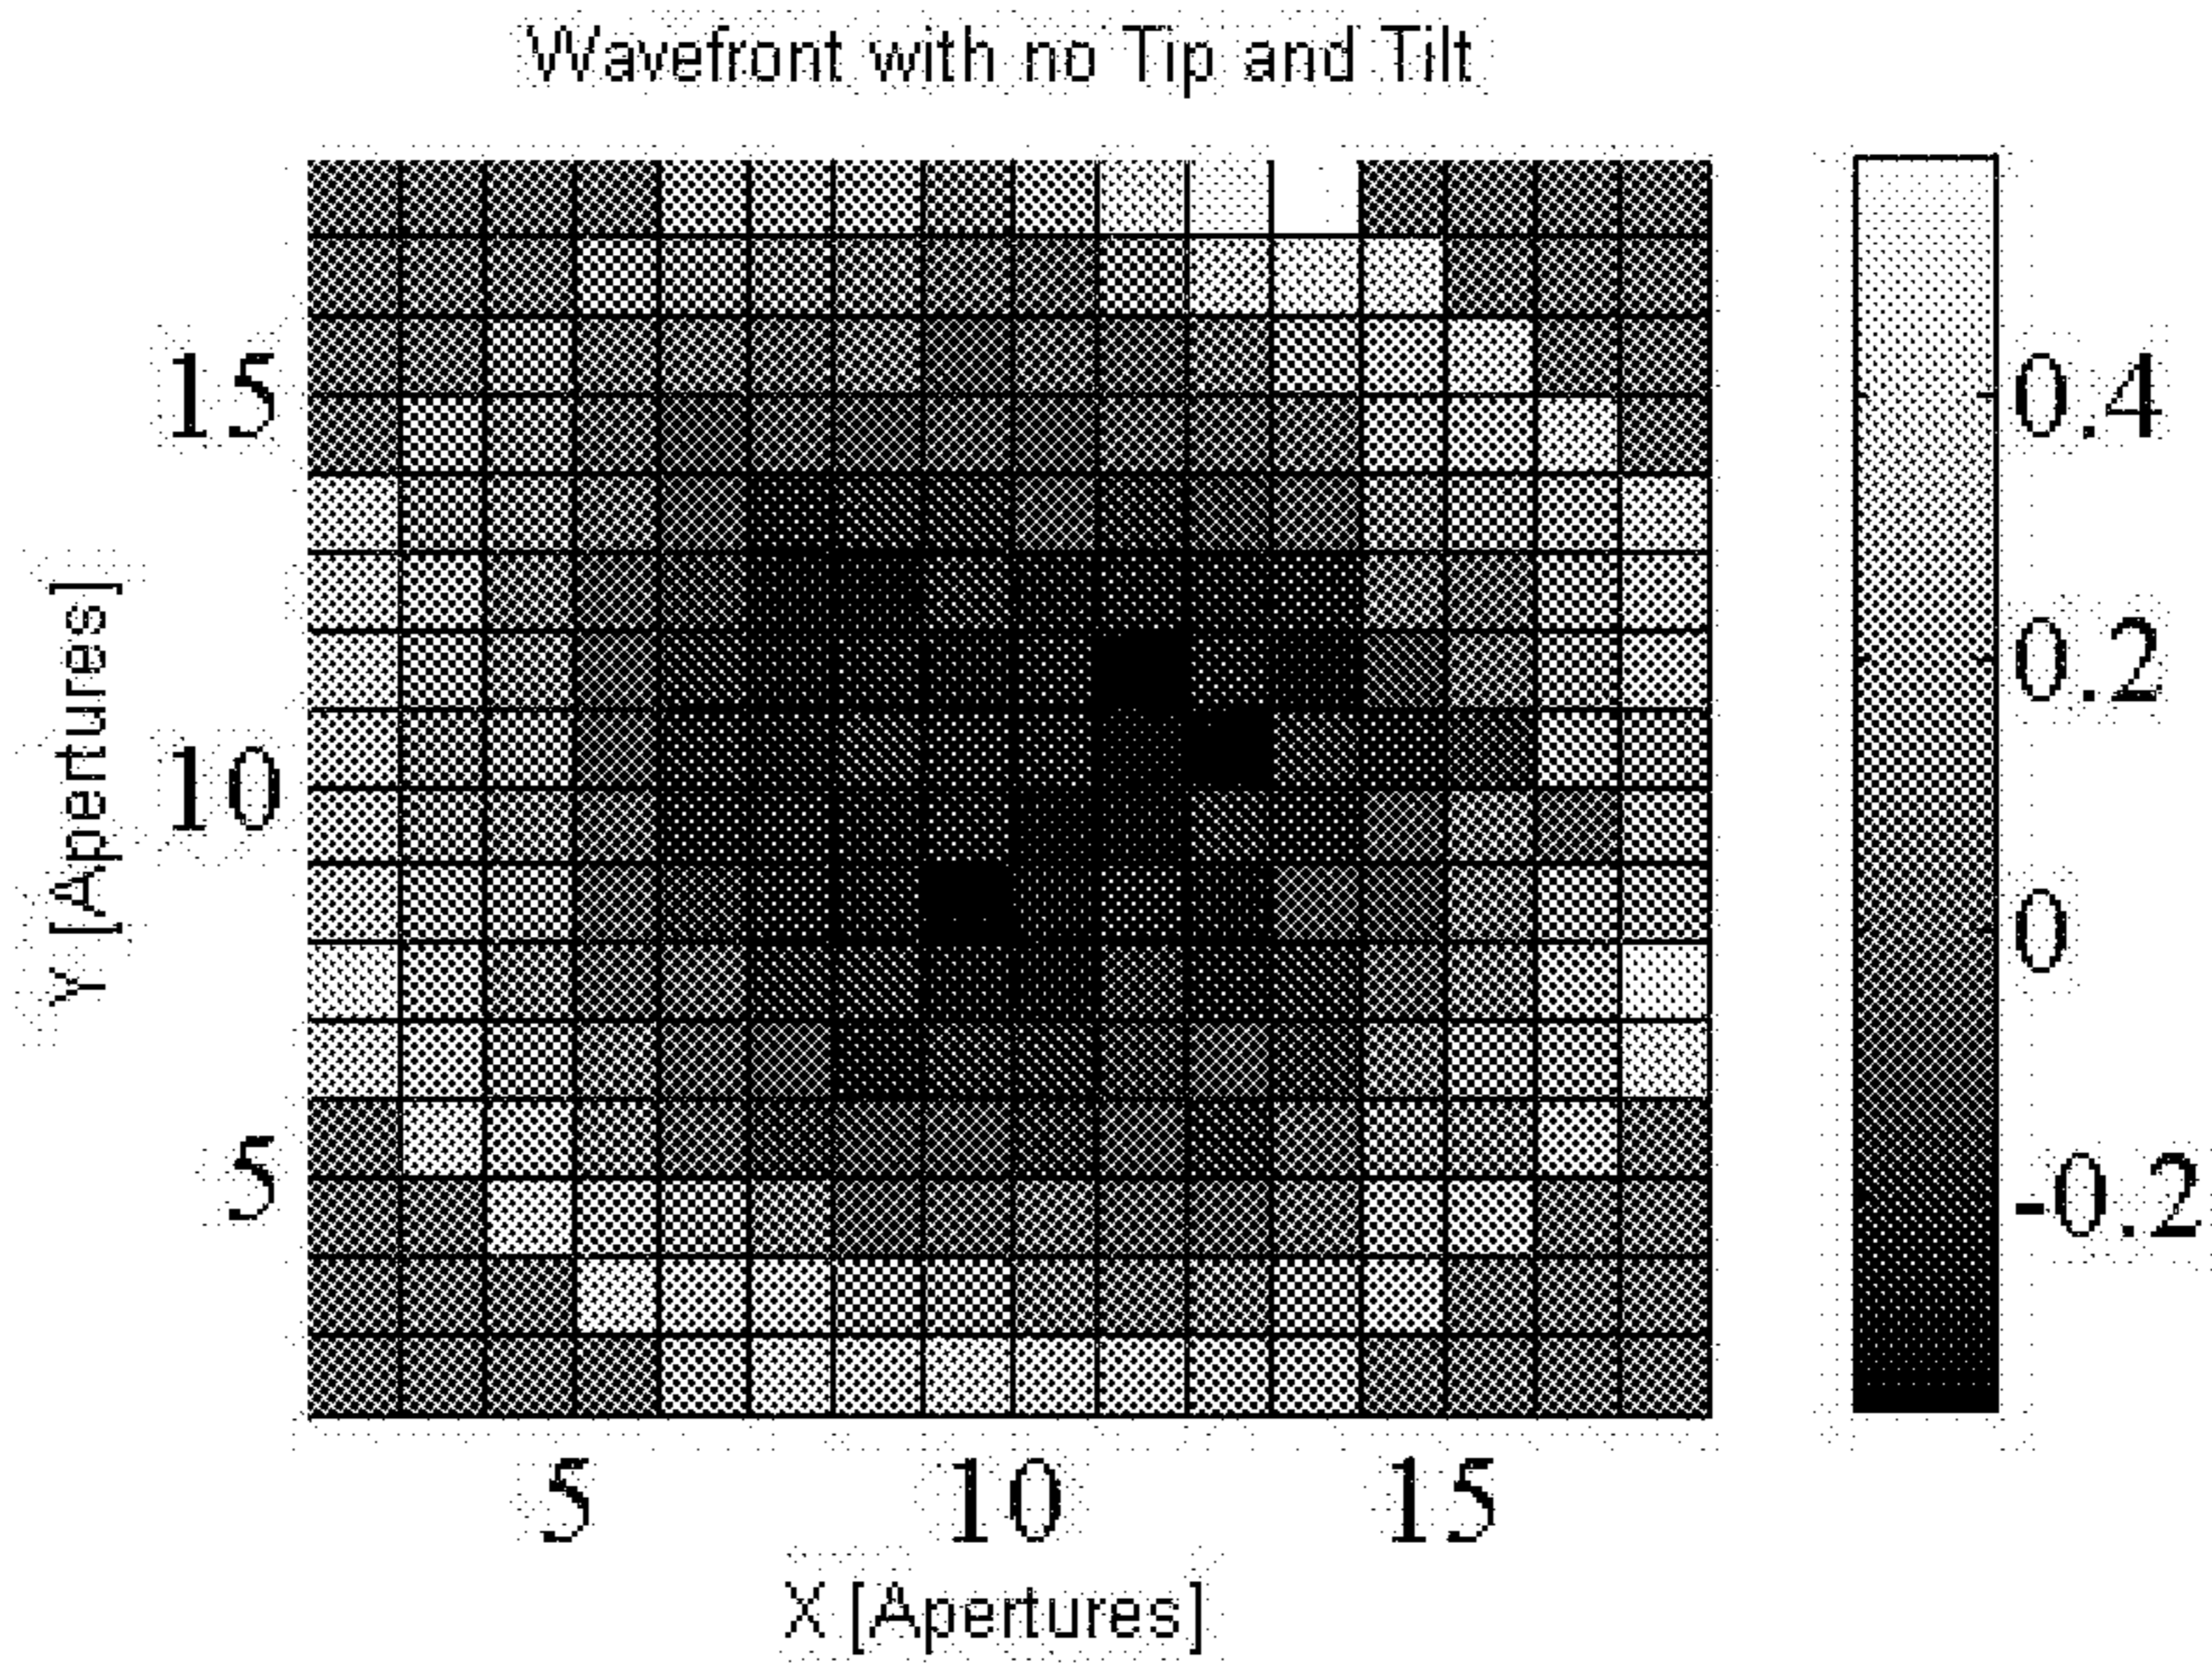 Wavefront with no Tip and Tilt
15
10
5
Y [Apertures]
5 10 15
X [Apertures]
0.4
0.2
0
-0.2